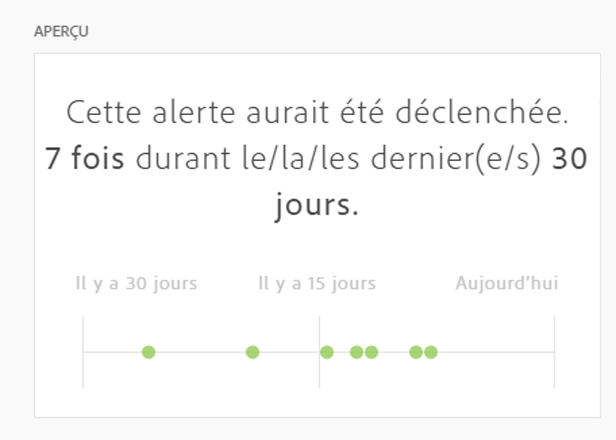 APERÇU
Cette alerte aurait été déclenchée.
7 fois durant le/la/les dernier(e/s) 30
jours.
Il y a 30 jours
Il y a 15 jours
Aujourd'hui